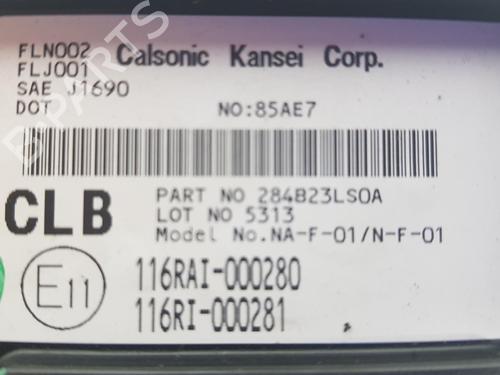 FLN002 Calsonic Kansei Corp.
FLJ001
SAE J1690
DOT NO:85AE7
CLB
PART NO 284B23LS0A
LOT NO 5313
Model No.NA-F-01/N-F-01
E11
116RAI-000280
116RI-000281